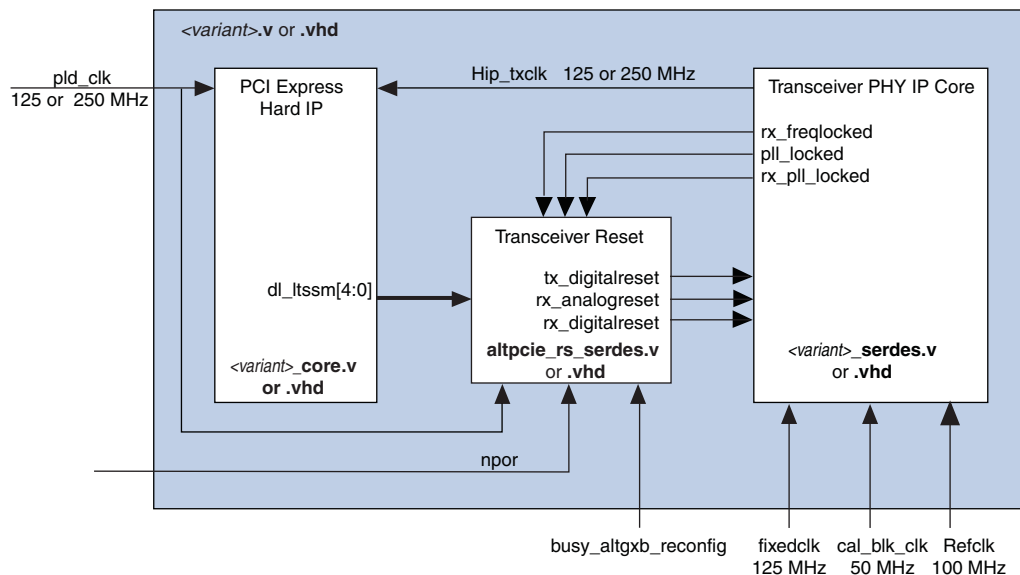 <variant>.v or .vhd
pld_clk
125 or 250 MHz
PCI Express
Hard IP
Hip_txclk 125 or 250 MHz
Transceiver PHY IP Core
rx_freqlocked
pll_locked
rx_pll_locked
Transceiver Reset
dl_ltssm[4:0]
tx_digitalreset
rx_analogreset
rx_digitalreset
<variant>_core.v
or .vhd
altpcie_rs_serdes.v
or .vhd
<variant>_serdes.v
or .vhd
npor
busy_altgxb_reconfig
fixedclk
125 MHz
cal_blk_clk
50 MHz
Refclk
100 MHz